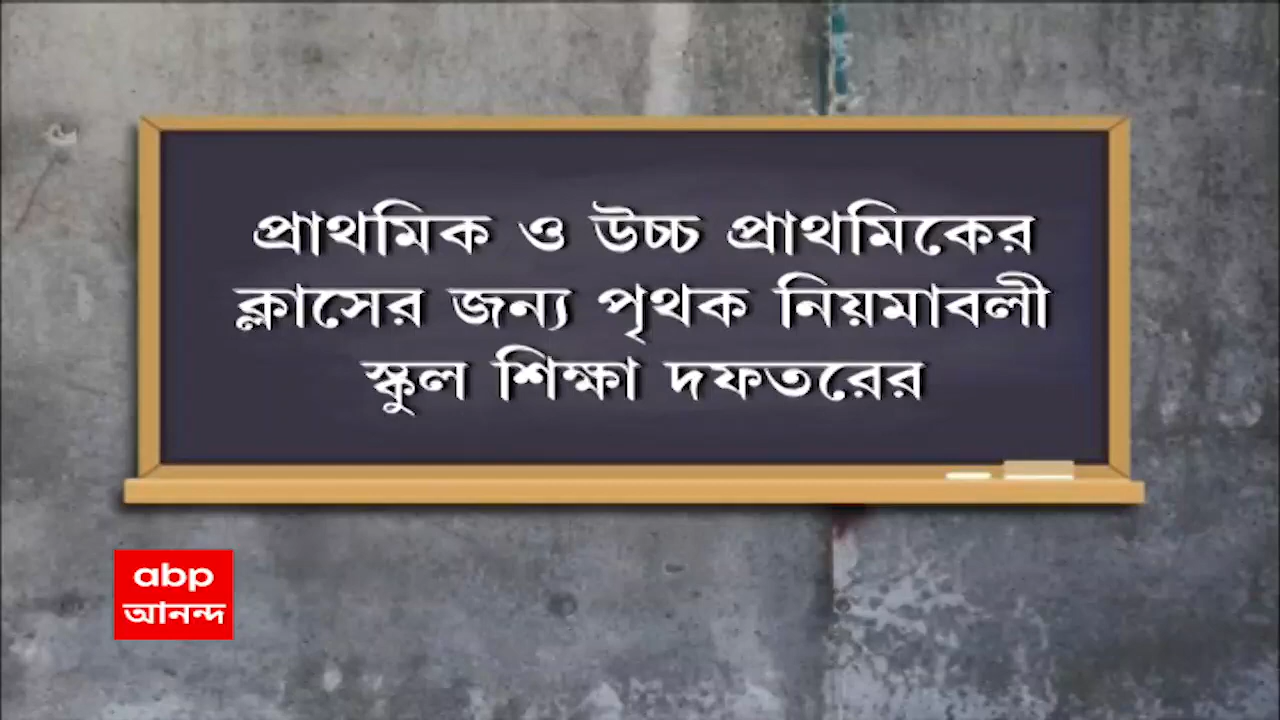 প্রাথমিক ও উচ্চ প্রাথমিকের
ক্লাসের জন্য পৃথক নিয়মাবলী
স্কুল শিক্ষা দফতরের
abp
আনন্দ